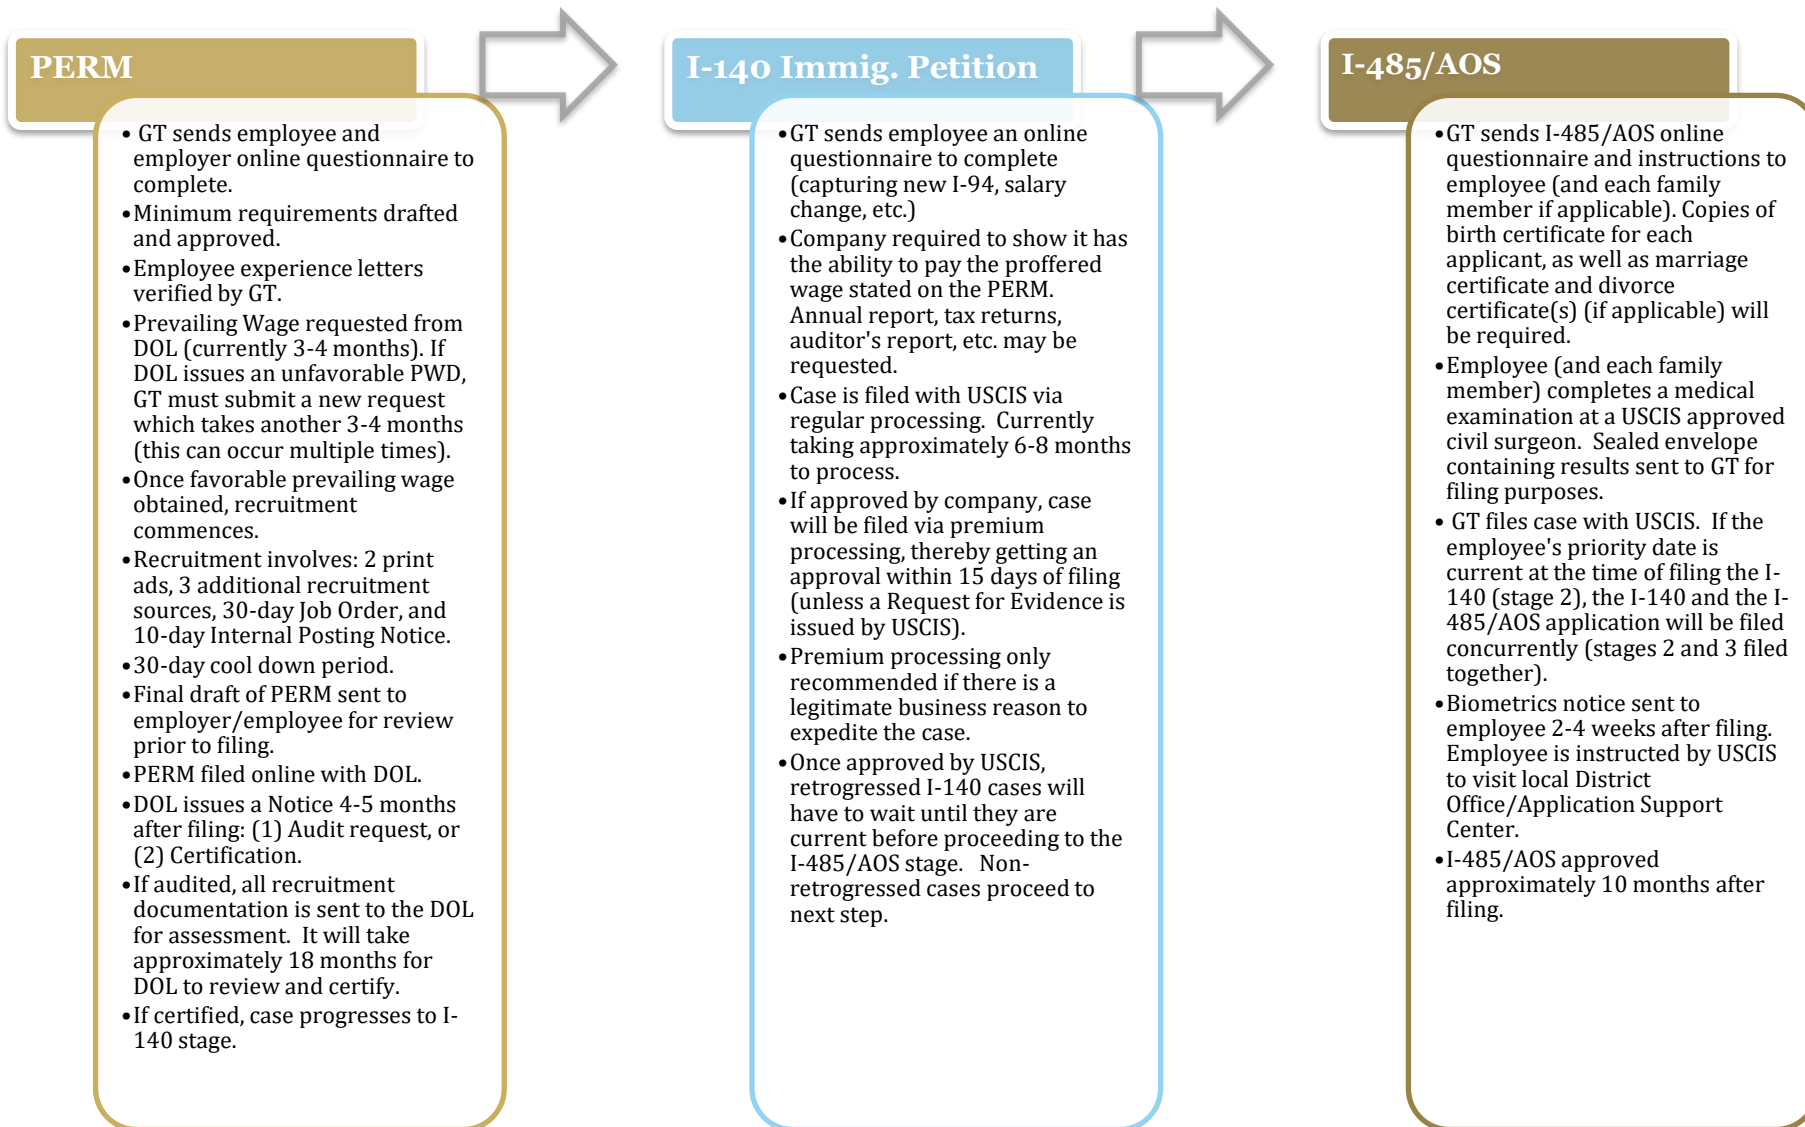 PERM
• GT sends employee and
employer online questionnaire to
complete.
•Minimum requirements drafted
and approved.
•Employee experience letters
verified by GT.
•Prevailing Wage requested from
DOL (currently 3-4 months). If
DOL issues an unfavorable PWD,
GT must submit a new request
which takes another 3-4 months
(this can occur multiple times).
•Once favorable prevailing wage
obtained, recruitment
commences.
•Recruitment involves: 2 print
ads, 3 additional recruitment
sources, 30-day Job Order, and
10-day Internal Posting Notice.
•30-day cool down period.
•Final draft of PERM sent to
employer/employee for review
prior to filing.
•PERM filed online with DOL.
•DOL issues a Notice 4-5 months
after filing: (1) Audit request, or
(2) Certification.
•If audited, all recruitment
documentation is sent to the DOL
for assessment. It will take
approximately 18 months for
DOL to review and certify.
•If certified, case progresses to I-
140 stage.
I-140 Immig. Petition
•GT sends employee an online
questionnaire to complete
(capturing new I-94, salary
change, etc.)
•Company required to show it has
the ability to pay the proffered
wage stated on the PERM.
Annual report, tax returns,
auditor's report, etc. may be
requested.
•Case is filed with USCIS via
regular processing. Currently
taking approximately 6-8 months
to process.
•If approved by company, case
will be filed via premium
processing, thereby getting an
approval within 15 days of filing
(unless a Request for Evidence is
issued by USCIS).
•Premium processing only
recommended if there is a
legitimate business reason to
expedite the case.
•Once approved by USCIS,
retrogressed I-140 cases will
have to wait until they are
current before proceeding to the
I-485/AOS stage. Non-
retrogressed cases proceed to
next step.
I-485/AOS
•GT sends I-485/AOS online
questionnaire and instructions to
employee (and each family
member if applicable). Copies of
birth certificate for each
applicant, as well as marriage
certificate and divorce
certificate(s) (if applicable) will
be required.
•Employee (and each family
member) completes a medical
examination at a USCIS approved
civil surgeon. Sealed envelope
containing results sent to GT for
filing purposes.
• GT files case with USCIS. If the
employee's priority date is
current at the time of filing the I-
140 (stage 2), the I-140 and the I-
485/AOS application will be filed
concurrently (stages 2 and 3 filed
together).
•Biometrics notice sent to
employee 2-4 weeks after filing.
Employee is instructed by USCIS
to visit local District
Office/Application Support
Center.
•I-485/AOS approved
approximately 10 months after
filing.